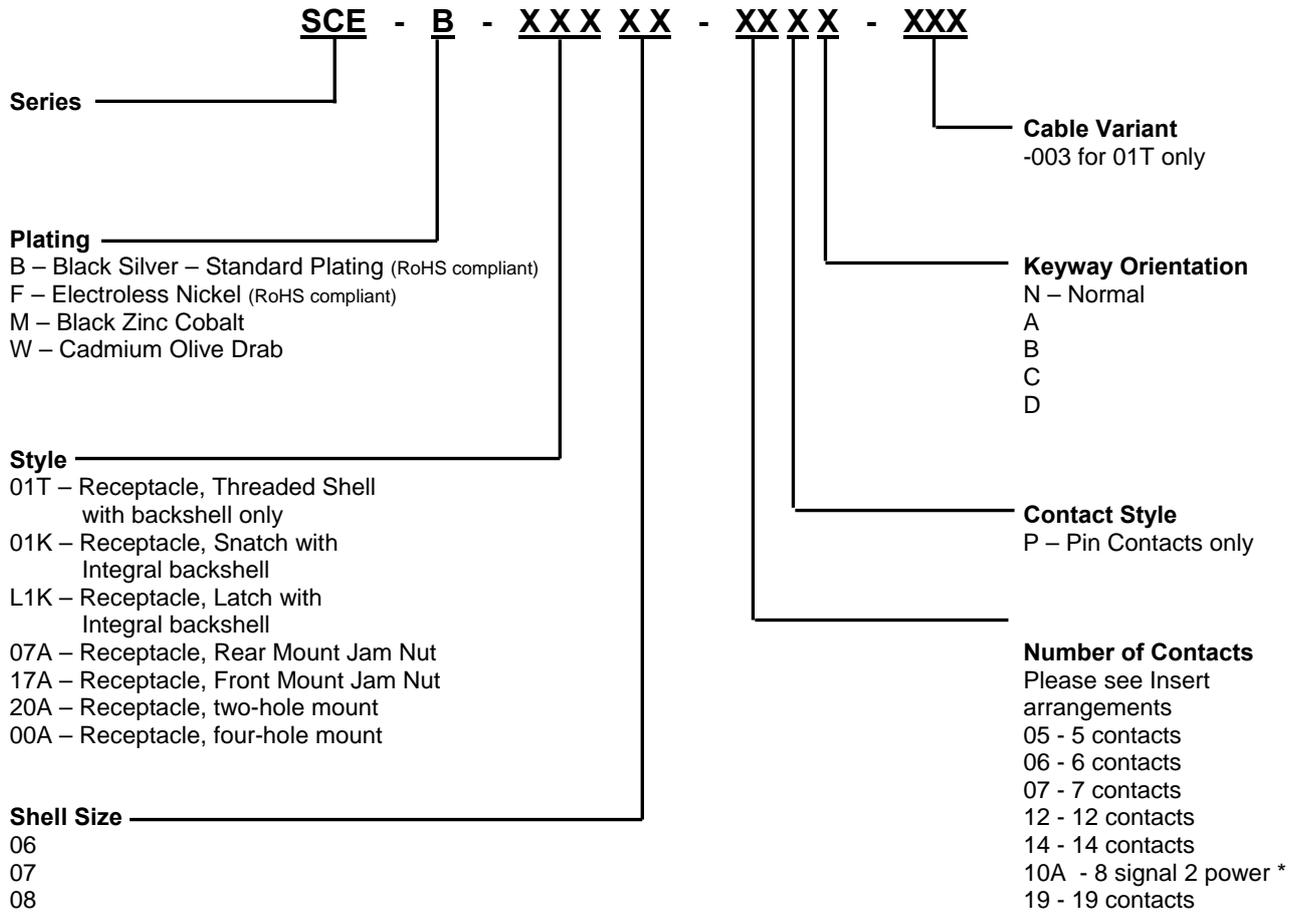 SCE - B - X X X X X - XX X X - XXX
Series
Plating
B – Black Silver – Standard Plating (RoHS compliant)
F – Electroless Nickel (RoHS compliant)
M – Black Zinc Cobalt
W – Cadmium Olive Drab
Style
01T – Receptacle, Threaded Shell
with backshell only
01K – Receptacle, Snatch with
Integral backshell
L1K – Receptacle, Latch with
Integral backshell
07A – Receptacle, Rear Mount Jam Nut
17A – Receptacle, Front Mount Jam Nut
20A – Receptacle, two-hole mount
00A – Receptacle, four-hole mount
Shell Size
06
07
08
Cable Variant
-003 for 01T only
Keyway Orientation
N – Normal
A
B
C
D
Contact Style
P – Pin Contacts only
Number of Contacts
Please see Insert
arrangements
05 - 5 contacts
06 - 6 contacts
07 - 7 contacts
12 - 12 contacts
14 - 14 contacts
10A - 8 signal 2 power *
19 - 19 contacts